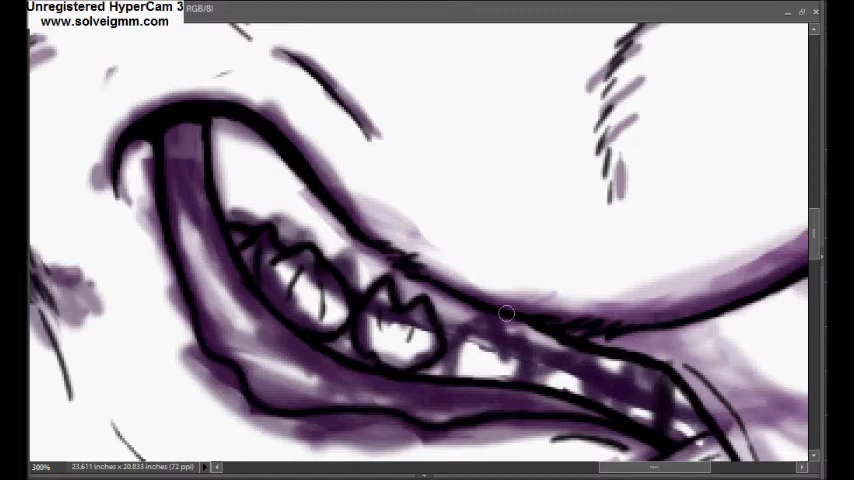 Unregistered HyperCam 3
www.solveigmm.com
RGB/8)
300%
23.611 inches x 20.833 inches (72 ppi)